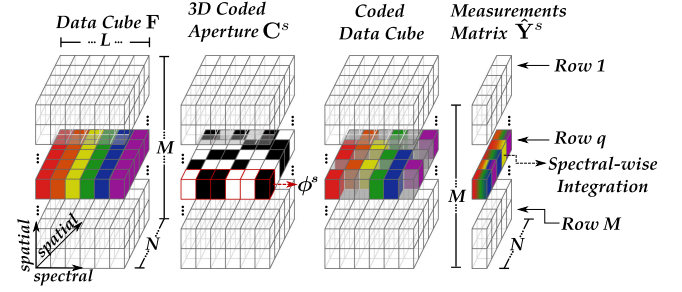 Data Cube F
··· L ···
3D Coded
Aperture C^s
Coded
Data Cube
Measurements
Matrix Ŷ^s
Row 1
M
Row q
Spectral-wise
Integration
ϕ^s
M
Row M
spatial
spatial
spectral
N
N